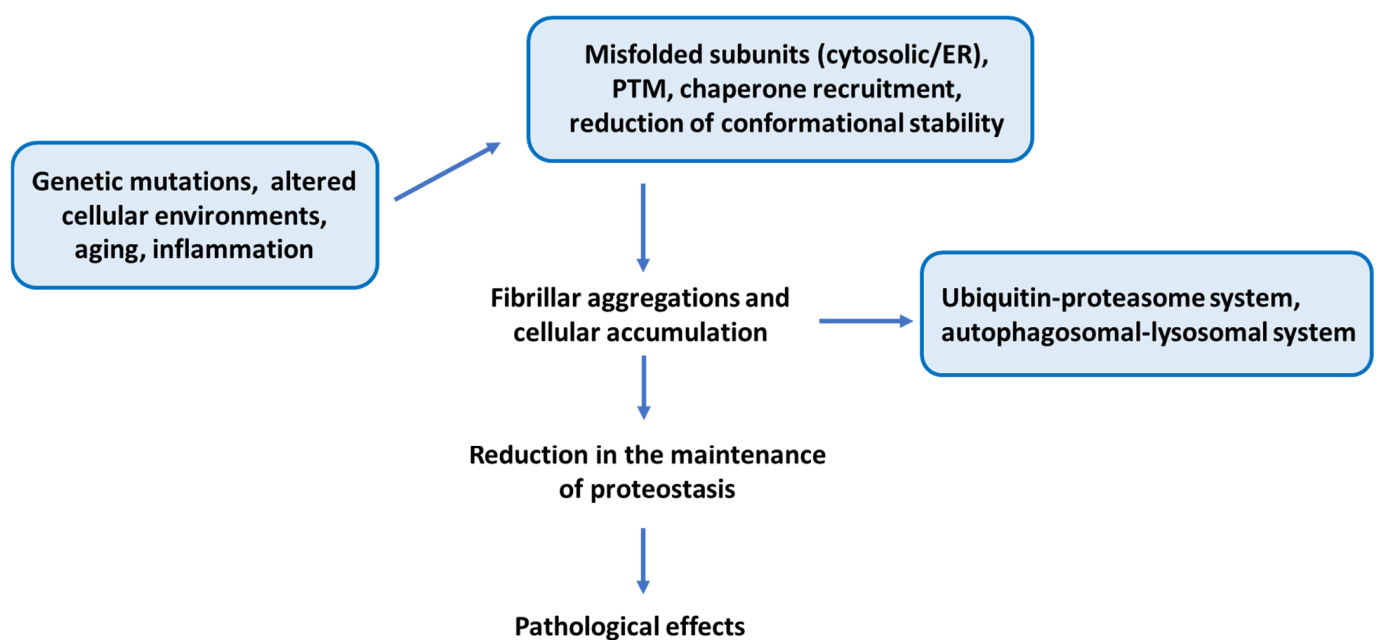 Misfolded subunits (cytosolic/ER),
PTM, chaperone recruitment,
reduction of conformational stability
Genetic mutations, altered
cellular environments,
aging, inflammation
Fibrillar aggregations and
cellular accumulation
Ubiquitin-proteasome system,
autophagosomal-lysosomal system
Reduction in the maintenance
of proteostasis
Pathological effects